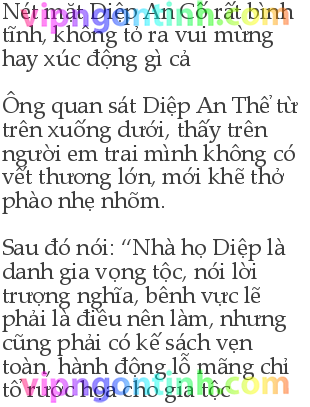 Nét mặt Diệp An Cố rất bình
tĩnh, không tỏ ra vui mừng
hay xúc động gì cả
Ông quan sát Diệp An Thể từ
trên xuống dưới, thấy trên
người em trai mình không có
vết thương lớn, mới khẽ thở
phào nhẹ nhõm.
Sau đó nói: “Nhà họ Diệp là
danh gia vọng tộc, nói lời
trượng nghĩa, bênh vực lẽ
phải là điều nên làm, nhưng
cũng phải có kế sách vẹn
toàn, hành động lỗ mãng chỉ
tổ rước họa cho gia tộc
vipngontinh.com
vipngontinh.com